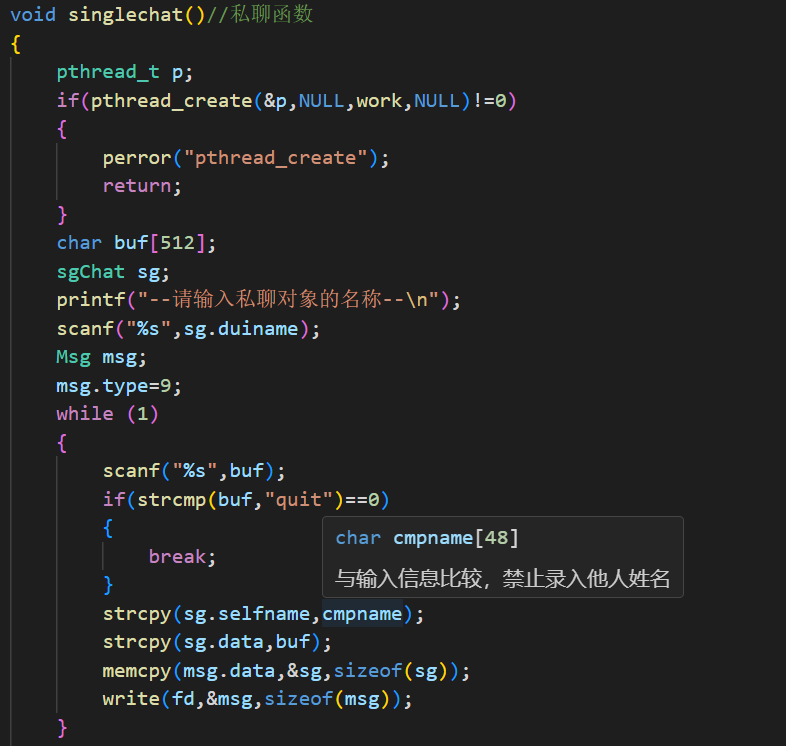 void singlechat()//私聊函数
{
    pthread_t p;
    if(pthread_create(&p,NULL,work,NULL)!=0)
    {
        perror("pthread_create");
        return;
    }
    char buf[512];
    sgChat sg;
    printf("--请输入私聊对象的名称--\n");
    scanf("%s",sg.duiname);
    Msg msg;
    msg.type=9;
    while (1)
    {
        scanf("%s",buf);
        if(strcmp(buf,"quit")==0)
        {
            break;
        }
char cmpname[48]
与输入信息比较，禁止录入他人姓名
        strcpy(sg.selfname,cmpname);
        strcpy(sg.data,buf);
        memcpy(msg.data,&sg,sizeof(sg));
        write(fd,&msg,sizeof(msg));
    }